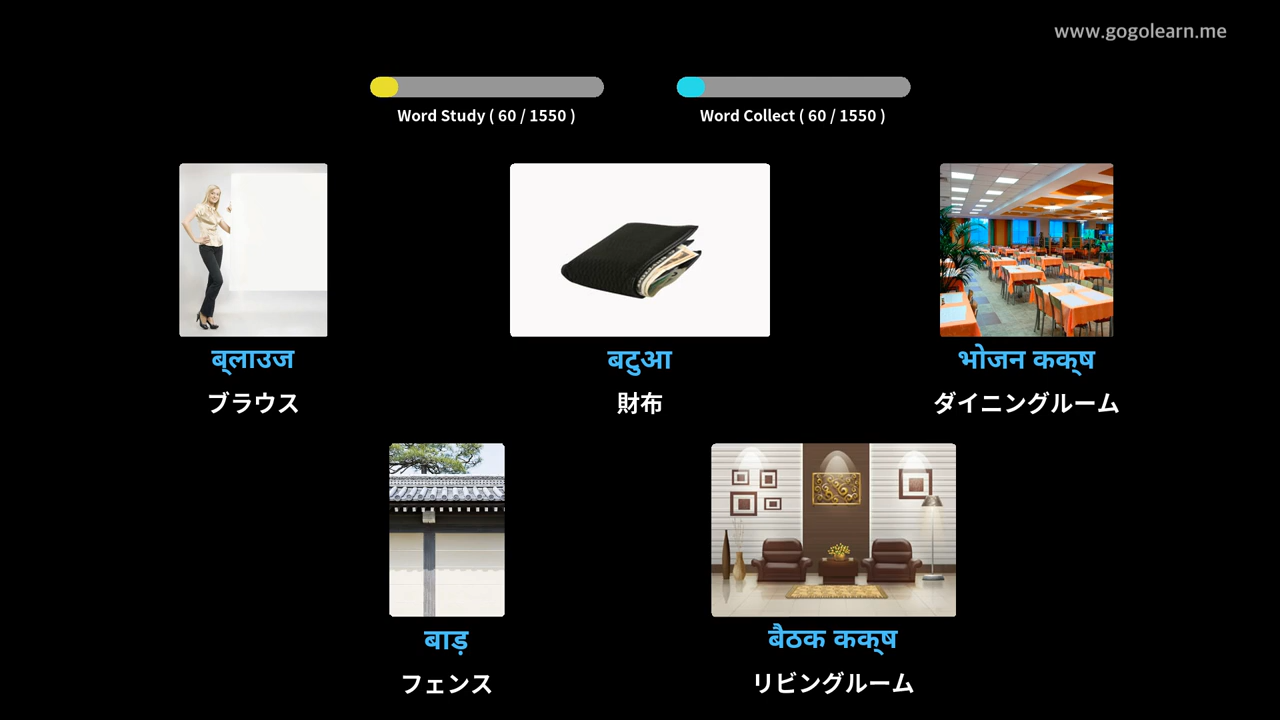 www.gogolearn.me
Word Study ( 60 / 1550 )
Word Collect ( 60 / 1550 )
ब्लाउज
बटुआ
भोजन कक्ष
ブラウス
財布
ダイニングルーム
बाड़
बैठक कक्ष
フェンス
リビングルーム